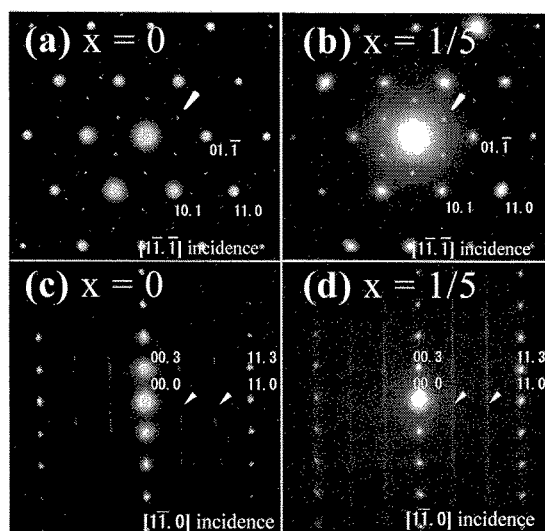 (a) x = 0
01.1̅
10.1
11.0
[11̅.1̅] incidence
(b) x = 1/5
01.1̅
10.1
11.0
[11̅.1̅] incidence
(c) x = 0
00.3
11.3
00.0
11.0
[11̅.0] incidence
(d) x = 1/5
00.3
11.3
00.0
11.0
[11̅.0] incidence